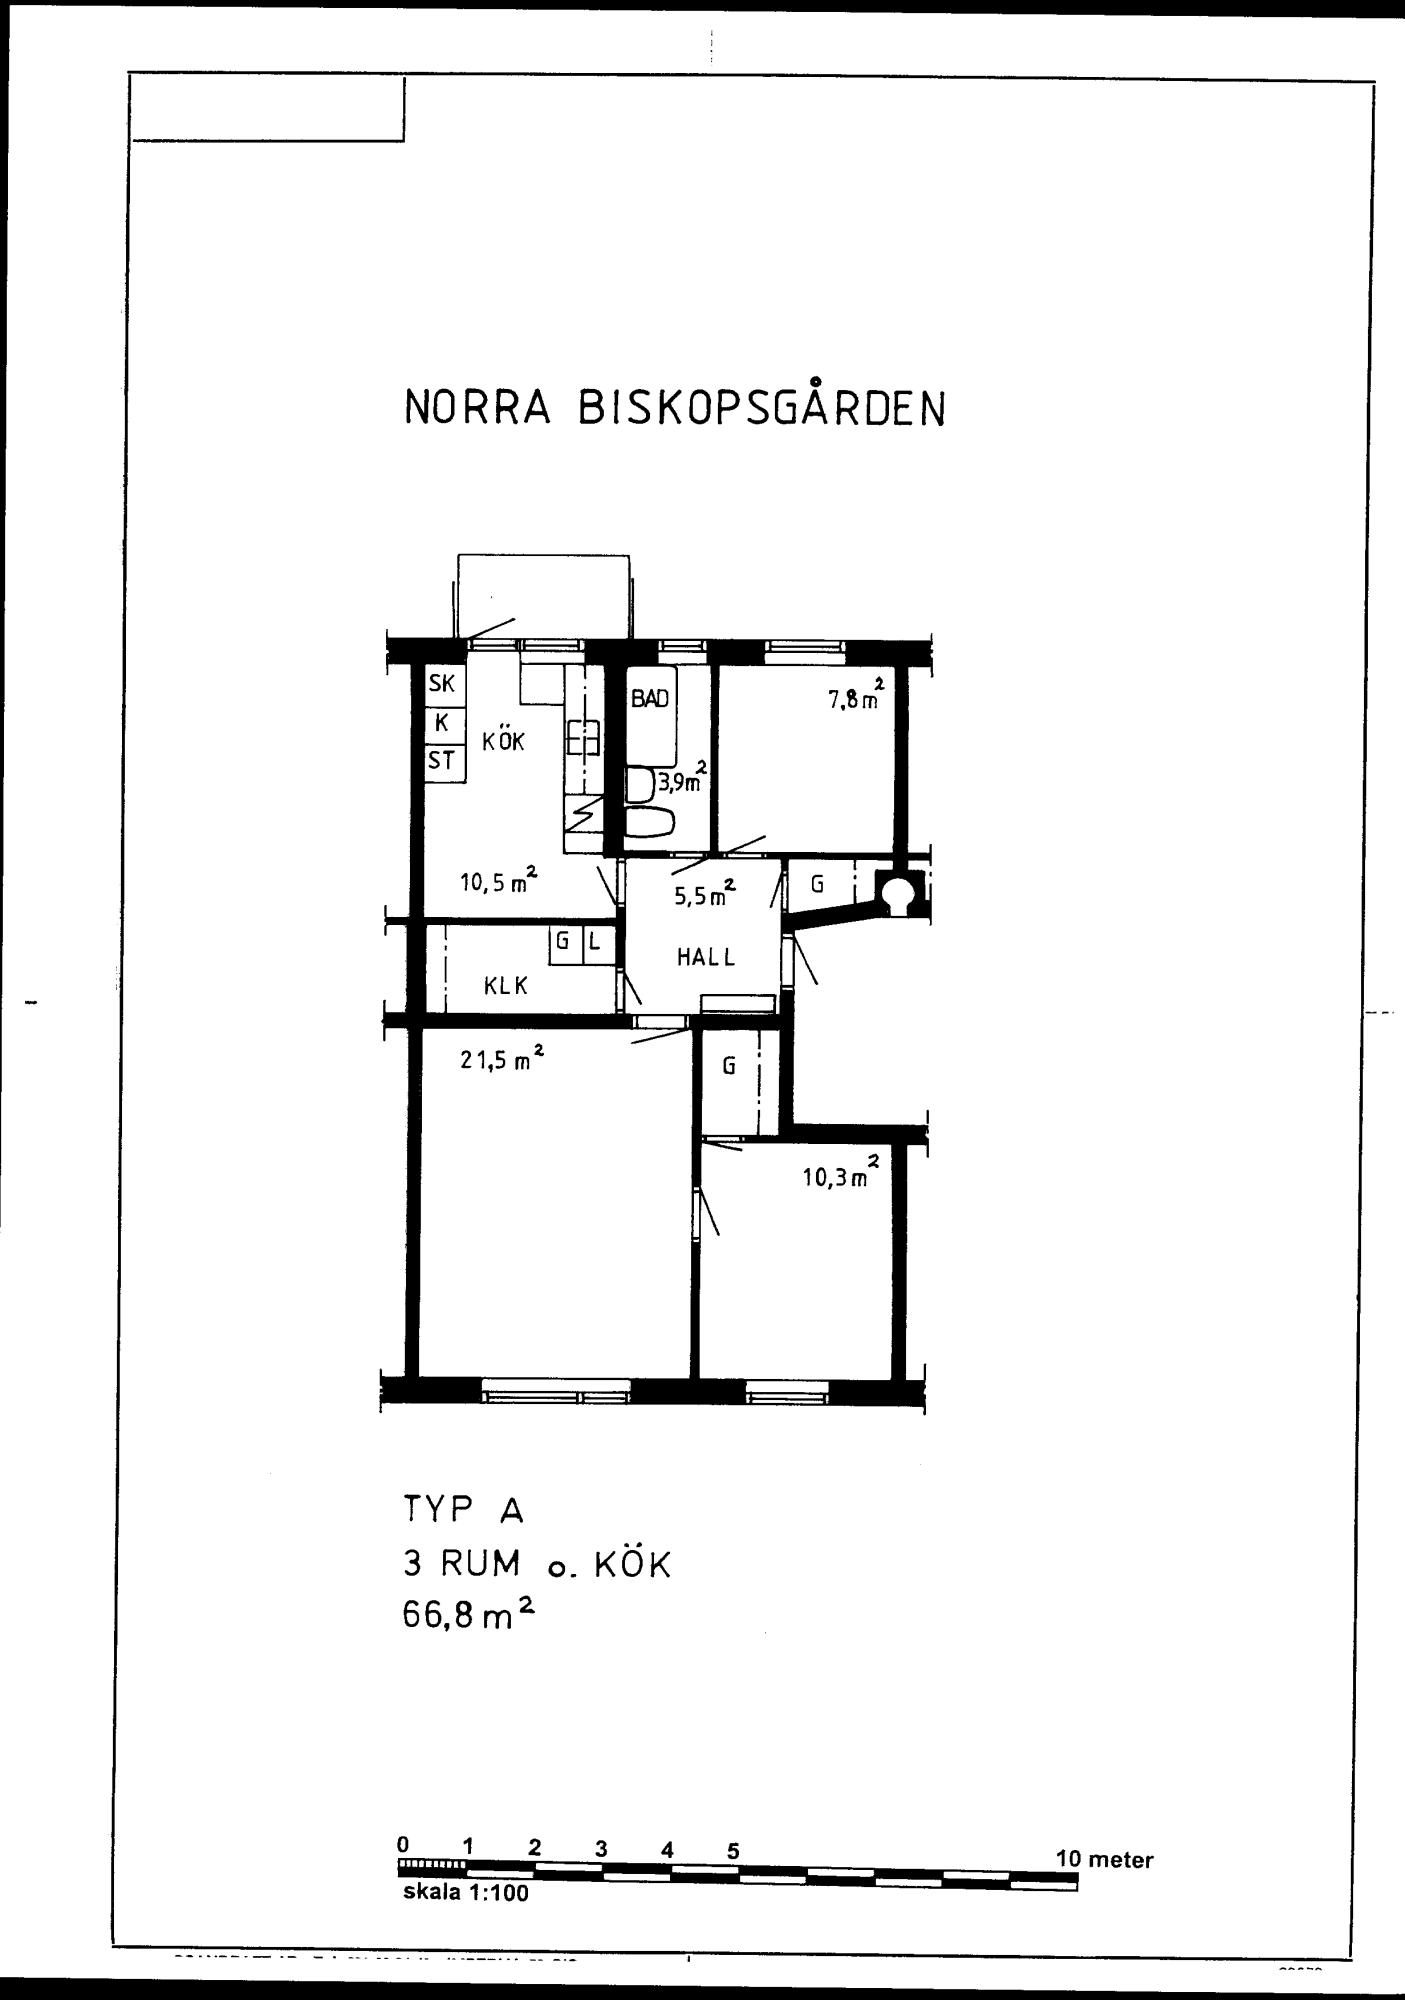 NORRA BISKOPSGÅRDEN
SK
K
ST
KÖK
10,5 m²
BAD
3,9 m²
7,8 m²
5,5 m²
HALL
G
G L
KLK
21,5 m²
G
10,3 m²
TYP A
3 RUM o. KÖK
66,8 m²
0 1 2 3 4 5 10 meter
skala 1:100